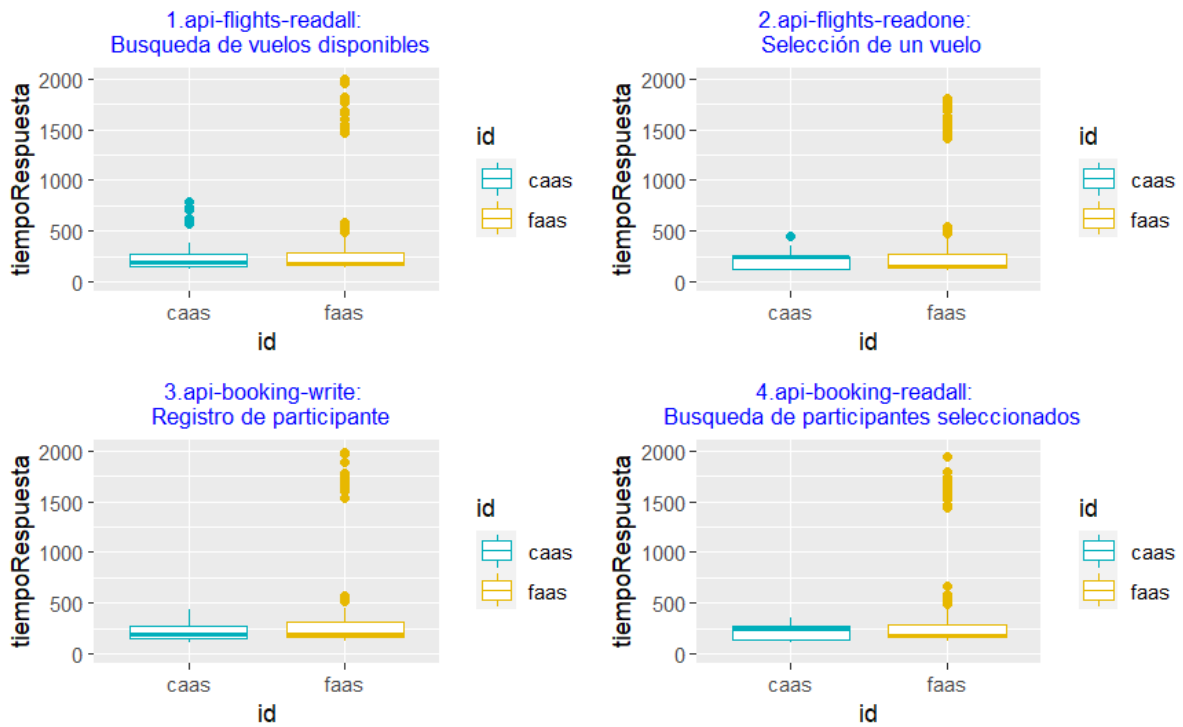 1.api-flights-readall:
Busqueda de vuelos disponibles
tiempoRespuesta
2000
1500
1000
500
0
caas
faas
id
id
caas
faas
2.api-flights-readone:
Selección de un vuelo
tiempoRespuesta
2000
1500
1000
500
0
caas
faas
id
id
caas
faas
3.api-booking-write:
Registro de participante
tiempoRespuesta
2000
1500
1000
500
0
caas
faas
id
id
caas
faas
4.api-booking-readall:
Busqueda de participantes seleccionados
tiempoRespuesta
2000
1500
1000
500
0
caas
faas
id
id
caas
faas